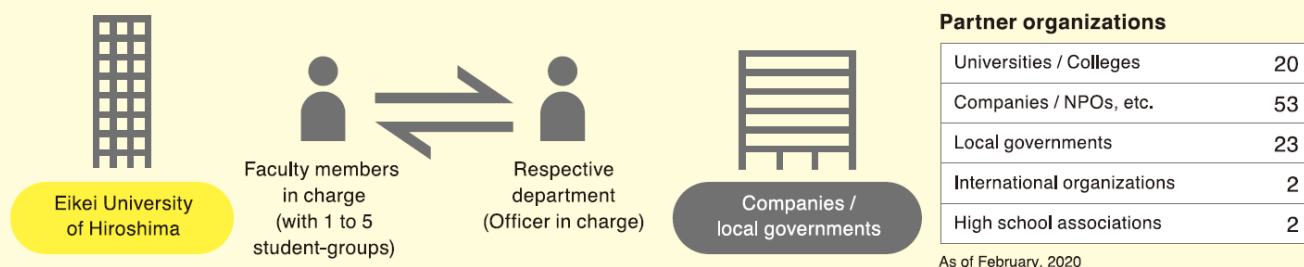 Eikei University
of Hiroshima
Faculty members
in charge
(with 1 to 5
student-groups)
Respective
department
(Officer in charge)
Companies /
local governments
Partner organizations
Universities / Colleges 20
Companies / NPOs, etc. 53
Local governments 23
International organizations 2
High school associations 2
As of February, 2020